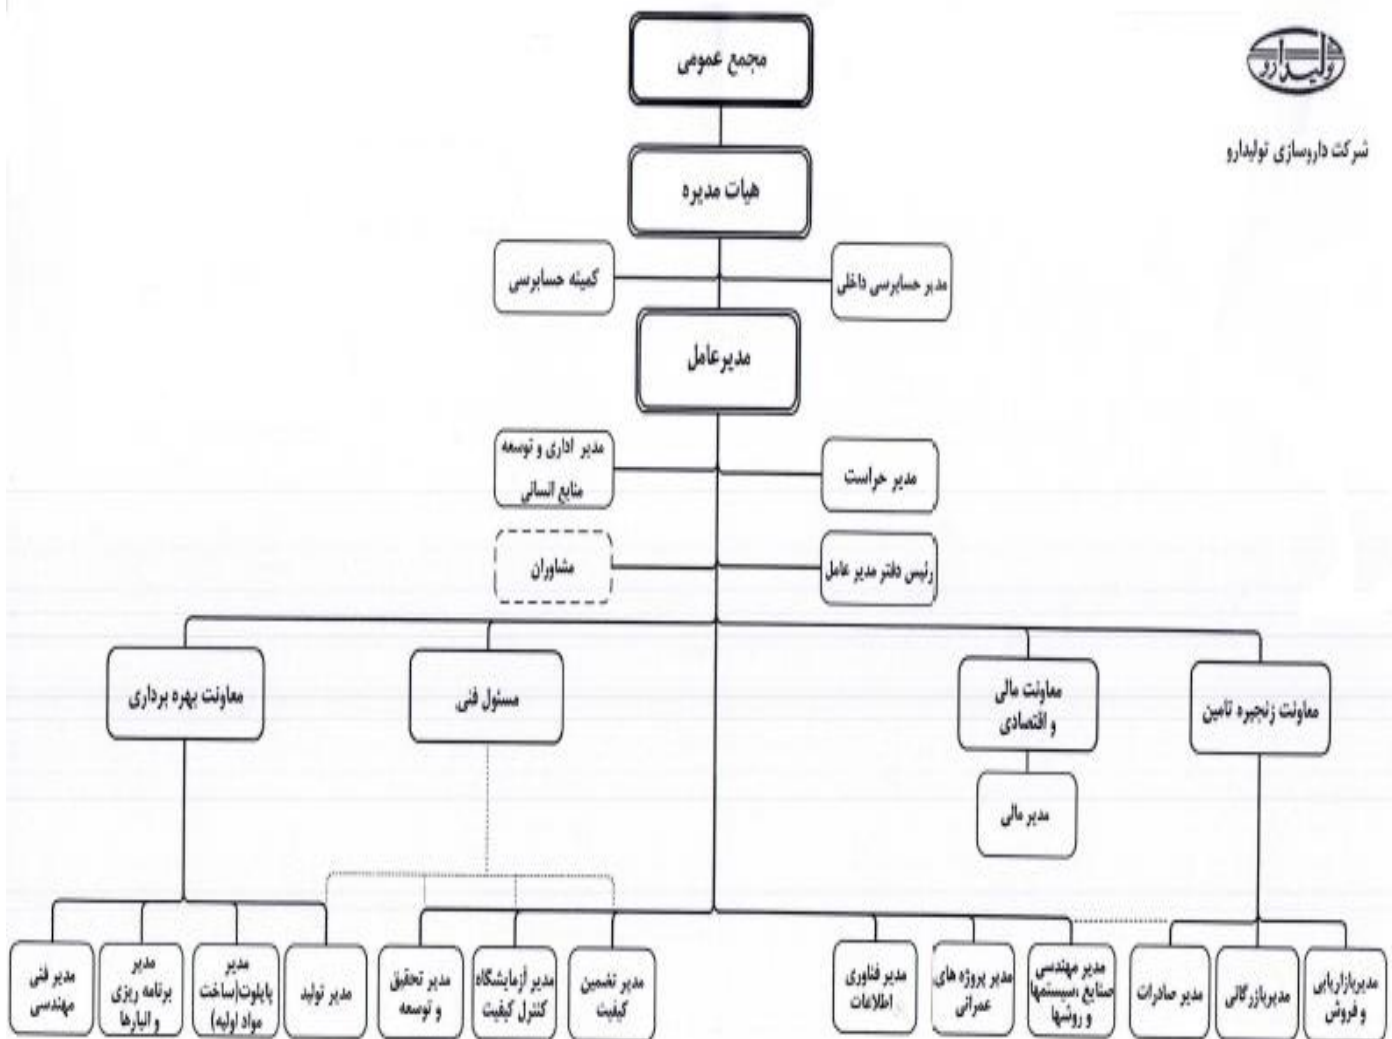 مجمع عمومی
تولیدارو
شرکت داروسازی تولیدارو
هیات مدیره
مدیر حسابرسی داخلی
کمیته حسابرسی
مدیرعامل
مدیر حراست
مدیر اداری و توسعه
منابع انسانی
رئیس دفتر مدیر عامل
مشاوران
معاونت زنجیره تامین
معاونت مالی
و اقتصادی
مسئول فنی
معاونت بهره برداری
مدیر مالی
مدیربازاریابی
و فروش
مدیربازرگانی
مدیر صادرات
مدیر مهندسی
صنایع ،سیستمها
و روشها
مدیر پروژه های
عمرانی
مدیر فناوری
اطلاعات
مدیر تضمین
کیفیت
مدیر آزمایشگاه
کنترل کیفیت
مدیر تحقیق
و توسعه
مدیر تولید
مدیر
پایلوت(ساخت
مواد اولیه)
مدیر
برنامه ریزی
و انبارها
مدیر فنی
مهندسی